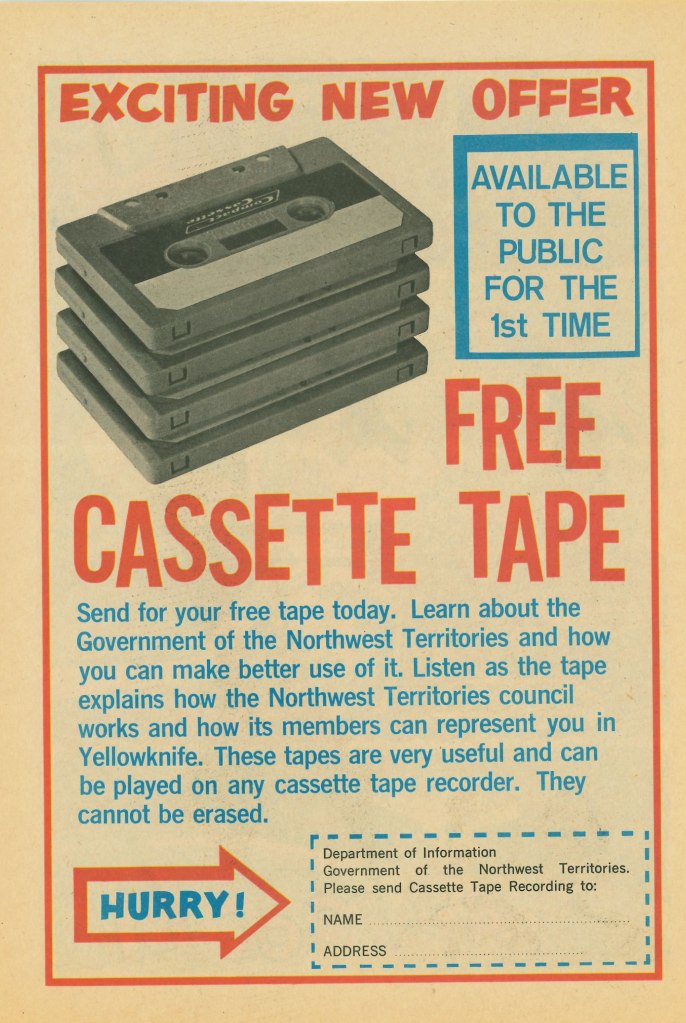 EXCITING NEW OFFER
Compact
Cassette
AVAILABLE
TO THE
PUBLIC
FOR THE
1st TIME
FREE
CASSETTE TAPE
Send for your free tape today. Learn about the
Government of the Northwest Territories and how
you can make better use of it. Listen as the tape
explains how the Northwest Territories council
works and how its members can represent you in
Yellowknife. These tapes are very useful and can
be played on any cassette tape recorder. They
cannot be erased.
HURRY!
Department of Information
Government of the Northwest Territories.
Please send Cassette Tape Recording to:
NAME
ADDRESS